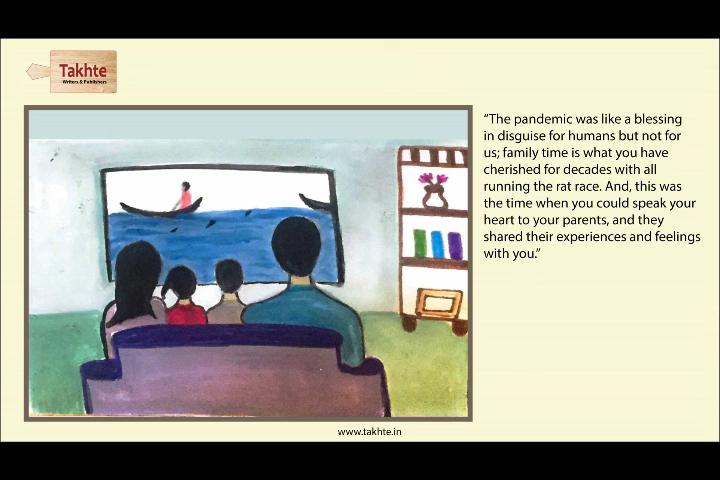 Takhte
Writers & Publishers
“The pandemic was like a blessing
in disguise for humans but not for
us; family time is what you have
cherished for decades with all
running the rat race. And, this was
the time when you could speak your
heart to your parents, and they
shared their experiences and feelings
with you.”
www.takhte.in